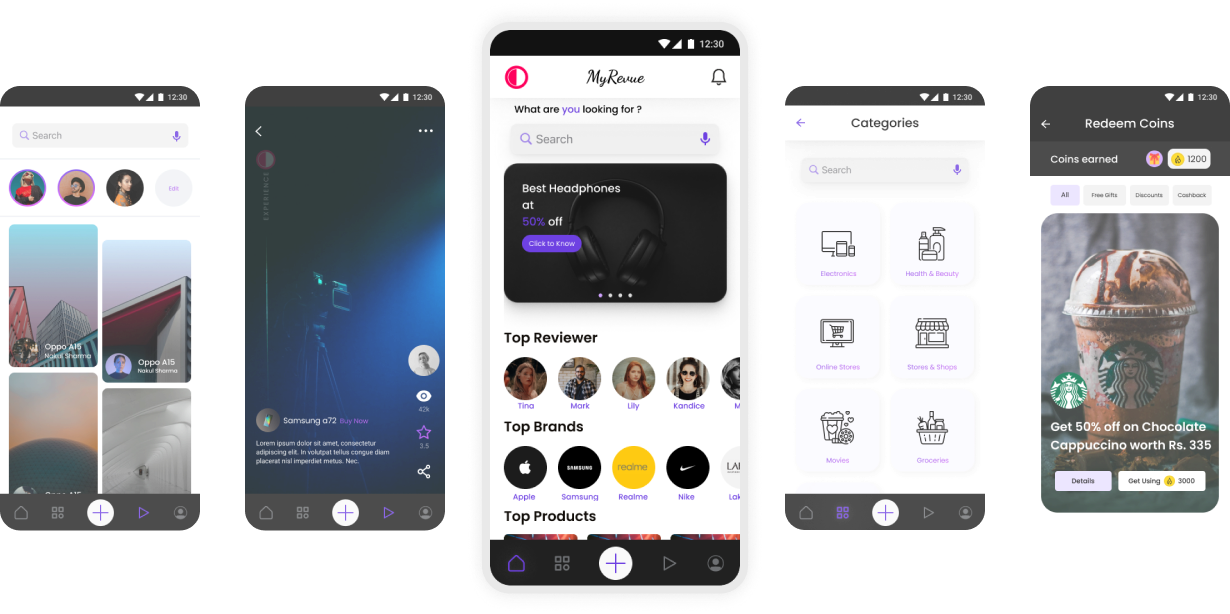 12:30
Search
Edit
Oppo A15
Nakul Sharma
Oppo A15
Nakul Sharma
12:30
EXPERIENCE
42k
3.5
Samsung a72 Buy Now
Lorem ipsum dolor sit amet, consectetur
adipiscing elit. In volutpat tellus congue diam
placerat nisl imperdiet metus. Nec.
12:30
MyRevue
What are you looking for ?
Search
Best Headphones
at
50% off
Click to Know
Top Reviewer
Tina
Mark
Lily
Kandice
M
Top Brands
SAMSUNG
realme
LA
Apple
Samsung
Realme
Nike
Lak
Top Products
12:30
Categories
Search
Electronics
Health & Beauty
Online Stores
Stores & Shops
Movies
Groceries
12:30
Redeem Coins
Coins earned
1200
All
Free Gifts
Discounts
Cashback
Get 50% off on Chocolate
Cappuccino worth Rs. 335
Details
Get Using 3000